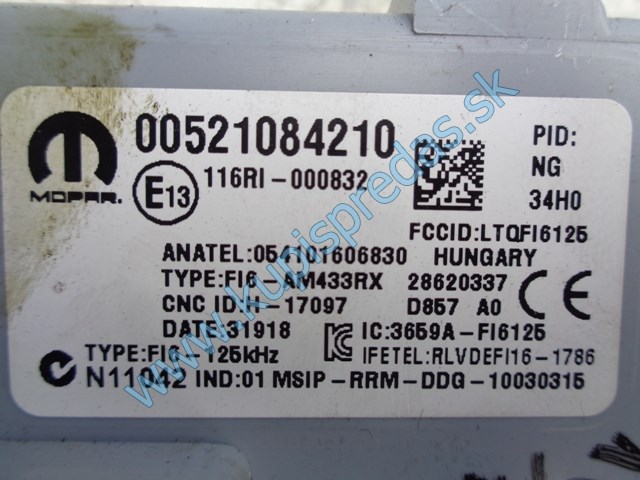 00521084210
PID:
NG
34H0
MOPAR.
E13
116RI-000832
FCCID:LTQFI6125
ANATEL:054101606830 HUNGARY
TYPE:FI6-AM433RX 28620337
CNC ID:H-17097 D857 A0
CE
DATE:31918 IC:3659A-FI6125
TYPE:FI6-125kHz IFETEL:RLVDEFI16-1786
N11042 IND:01 MSIP-RRM-DDG-10030315
www.kupispredas.sk